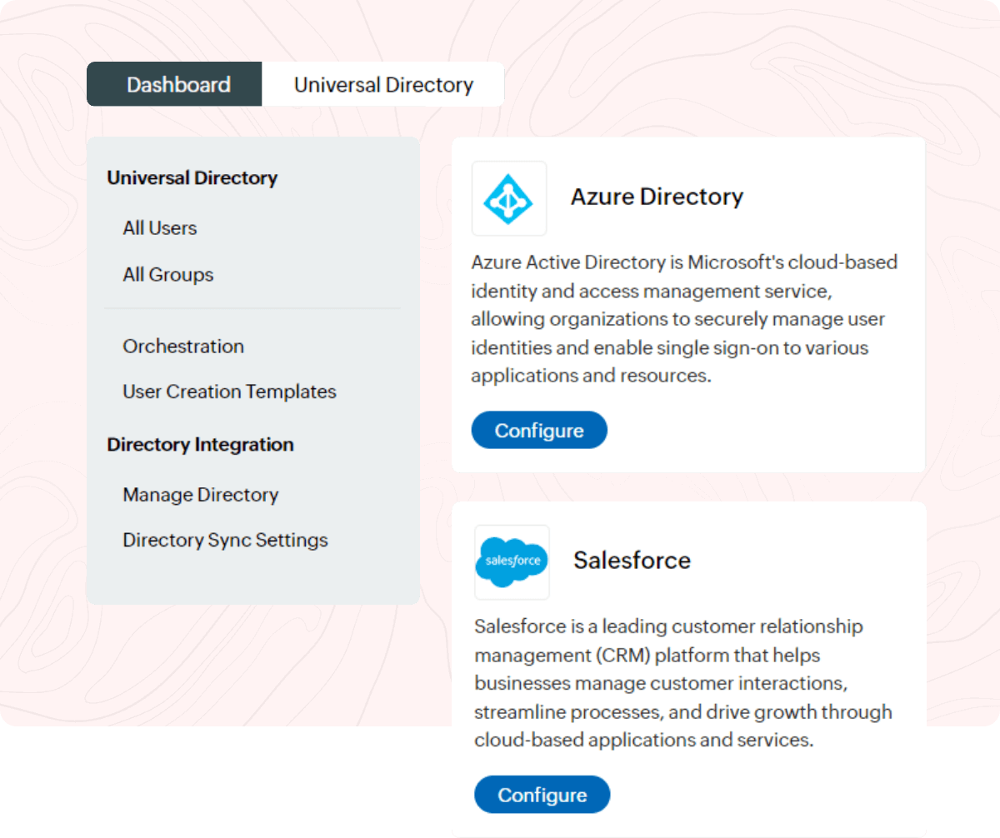 Dashboard
Universal Directory
Universal Directory
All Users
All Groups
Orchestration
User Creation Templates
Directory Integration
Manage Directory
Directory Sync Settings
Azure Directory
Azure Active Directory is Microsoft's cloud-based
identity and access management service,
allowing organizations to securely manage user
identities and enable single sign-on to various
applications and resources.
Configure
salesforce
Salesforce
Salesforce is a leading customer relationship
management (CRM) platform that helps
businesses manage customer interactions,
streamline processes, and drive growth through
cloud-based applications and services.
Configure